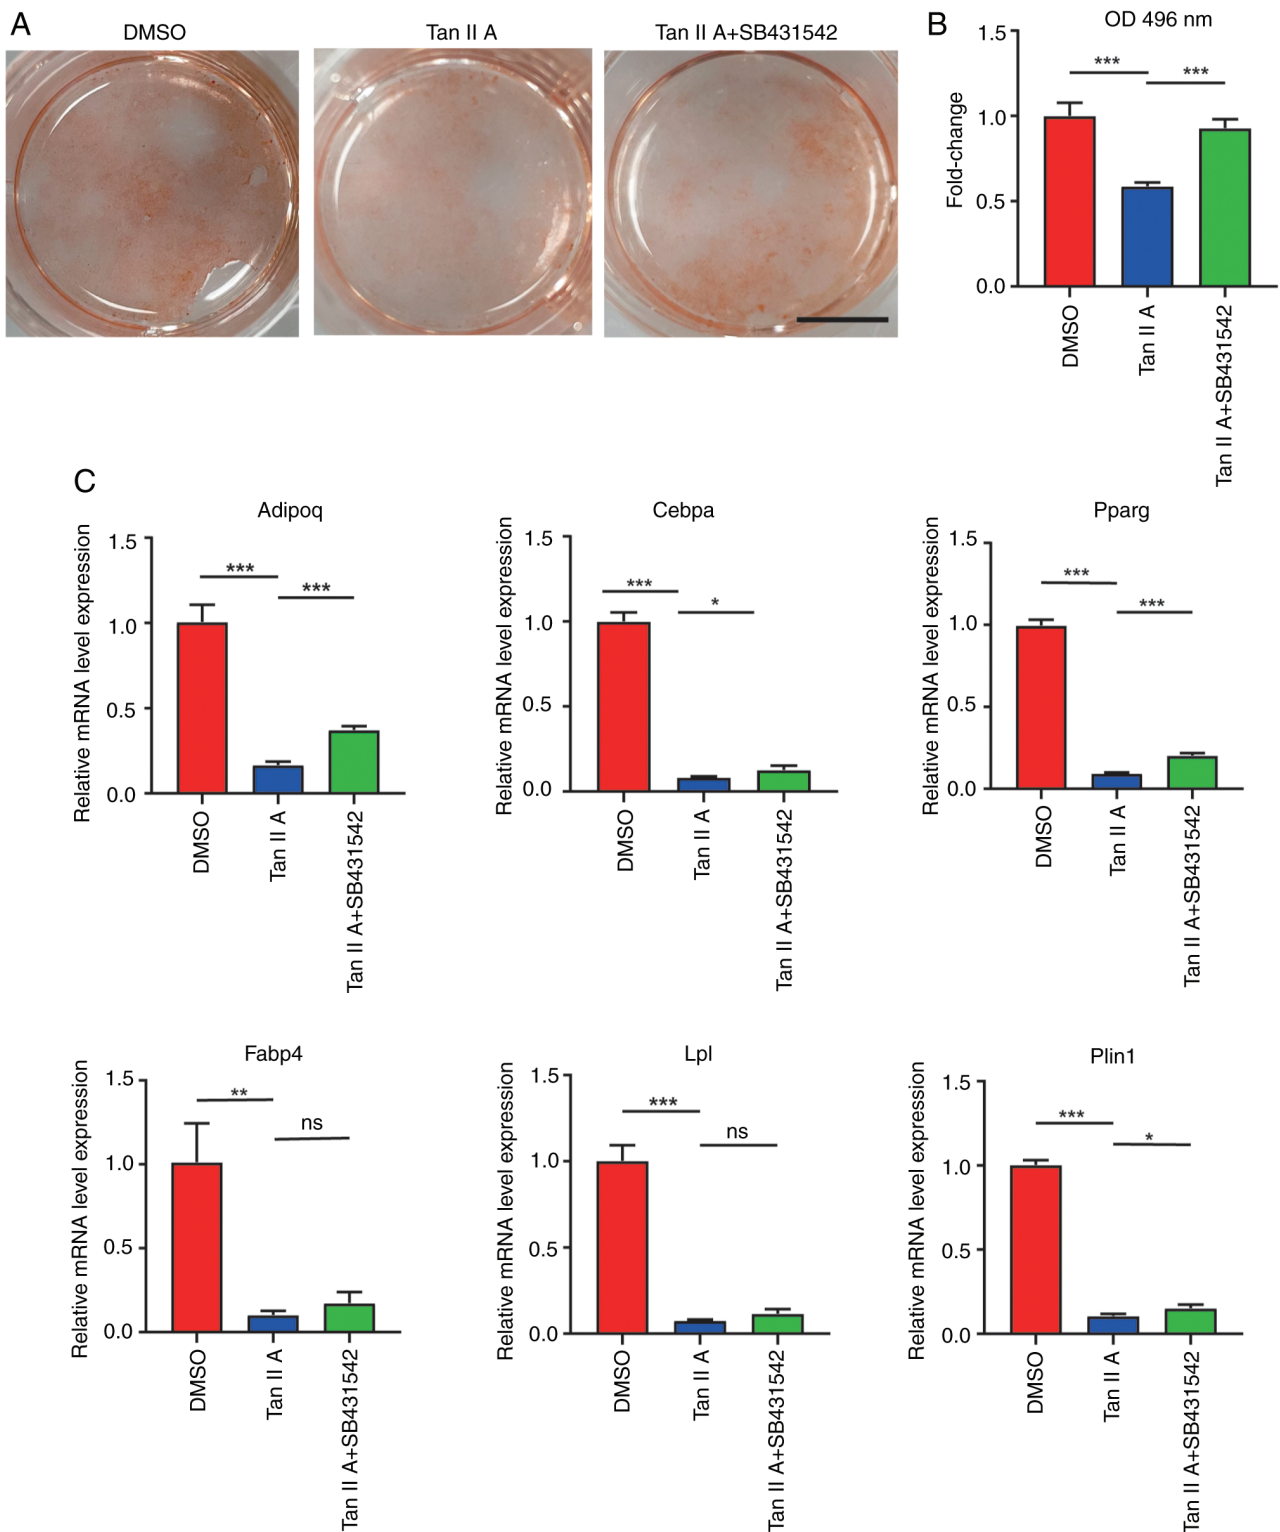 A
DMSO
Tan II A
Tan II A+SB431542
B
OD 496 nm
Fold-change
1.5
1.0
0.5
0.0
***
***
DMSO
Tan II A
Tan II A+SB431542
C
Adipoq
Relative mRNA level expression
1.5
1.0
0.5
0.0
***
***
DMSO
Tan II A
Tan II A+SB431542
Cebpa
Relative mRNA level expression
1.5
1.0
0.5
0.0
***
*
DMSO
Tan II A
Tan II A+SB431542
Pparg
Relative mRNA level expression
1.5
1.0
0.5
0.0
***
***
DMSO
Tan II A
Tan II A+SB431542
Fabp4
Relative mRNA level expression
1.5
1.0
0.5
0.0
**
ns
DMSO
Tan II A
Tan II A+SB431542
Lpl
Relative mRNA level expression
1.5
1.0
0.5
0.0
***
ns
DMSO
Tan II A
Tan II A+SB431542
Plin1
Relative mRNA level expression
1.5
1.0
0.5
0.0
***
*
DMSO
Tan II A
Tan II A+SB431542